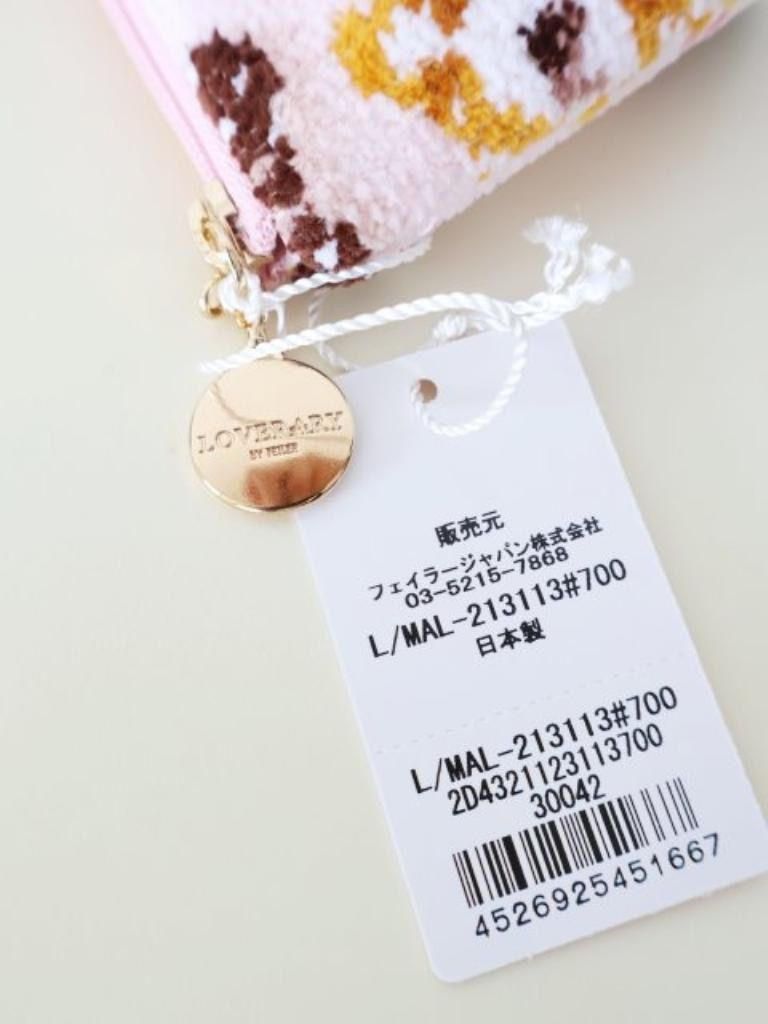 LOVERARY
BY FEILER
販売元
フェイラージャパン株式会社
03-5215-7868
L/MAL-213113#700
日本製
L/MAL-213113#700
2D4321123113700
30042
4526925451667